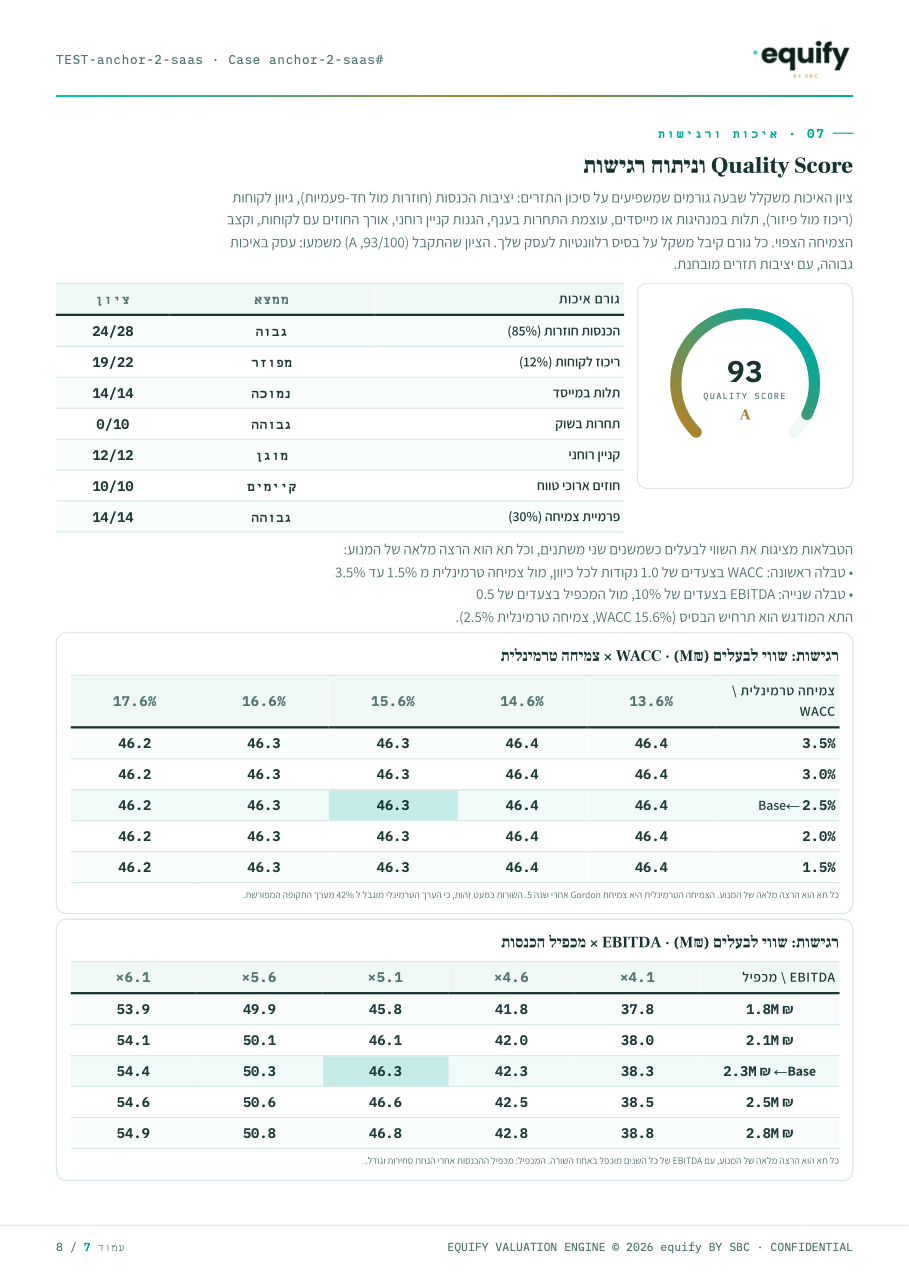 TEST-anchor-2-saas · Case anchor-2-saas#
equify
BY SBC
07 · איכות ורגישות
Quality Score וניתוח רגישות
ציון האיכות משקלל שבעה גורמים שמשפיעים על סיכון התזרים: יציבות הכנסות (חוזרות מול חד-פעמיות), גיוון לקוחות
(ריכוז מול פיזור), תלות במנהיגות או מייסדים, עוצמת התחרות בענף, הגנות קניין רוחני, אורך החוזים עם לקוחות, וקצב
הצמיחה הצפוי. כל גורם קיבל משקל על בסיס רלוונטיות לעסק שלך. הציון שהתקבל (93/100, A) משמעו: עסק באיכות
גבוהה, עם יציבות תזרים מובחנת.
93
QUALITY SCORE
A
גורם איכות ממצא ציון
הכנסות חוזרות (85%) גבוה 24/28
ריכוז לקוחות (12%) מפוזר 19/22
תלות במייסד נמוכה 14/14
תחרות בשוק גבוהה 0/10
קניין רוחני מוגן 12/12
חוזים ארוכי טווח קיימים 10/10
פרמיית צמיחה (30%) גבוהה 14/14
הטבלאות מציגות את השווי לבעלים כשמשנים שני משתנים, וכל תא הוא הרצה מלאה של המנוע:
• טבלה ראשונה: WACC בצעדים של 1.0 נקודות לכל כיוון, מול צמיחה טרמינלית מ 1.5% עד 3.5%
• טבלה שנייה: EBITDA בצעדים של 10%, מול המכפיל בצעדים של 0.5
התא המודגש הוא תרחיש הבסיס (WACC 15.6%, צמיחה טרמינלית 2.5%).
רגישות: שווי לבעלים (₪M) · WACC × צמיחה טרמינלית
צמיחה טרמינלית \ WACC 13.6% 14.6% 15.6% 16.6% 17.6%
3.5% 46.4 46.4 46.3 46.3 46.2
3.0% 46.4 46.4 46.3 46.3 46.2
2.5% ←Base 46.4 46.4 46.3 46.3 46.2
2.0% 46.4 46.4 46.3 46.3 46.2
1.5% 46.4 46.4 46.3 46.3 46.2
כל תא הוא הרצה מלאה של המנוע. הצמיחה הטרמינלית היא צמיחת Gordon אחרי שנה 5. השורות כמעט זהות, כי הערך הטרמינלי מוגבל ל 42% מערך התקופה המפורשת.
רגישות: שווי לבעלים (₪M) · EBITDA × מכפיל הכנסות
EBITDA \ מכפיל ×4.1 ×4.6 ×5.1 ×5.6 ×6.1
1.8M ₪ 37.8 41.8 45.8 49.9 53.9
2.1M ₪ 38.0 42.0 46.1 50.1 54.1
2.3M ₪ ←Base 38.3 42.3 46.3 50.3 54.4
2.5M ₪ 38.5 42.5 46.6 50.6 54.6
2.8M ₪ 38.8 42.8 46.8 50.8 54.9
כל תא הוא הרצה מלאה של המנוע, עם EBITDA של כל השנים מוכפל באחוז השורה. המכפיל: מכפיל ההכנסות אחרי הנחת סחירות וגודל.
EQUIFY VALUATION ENGINE © 2026 equify BY SBC · CONFIDENTIAL
עמוד 7 / 8